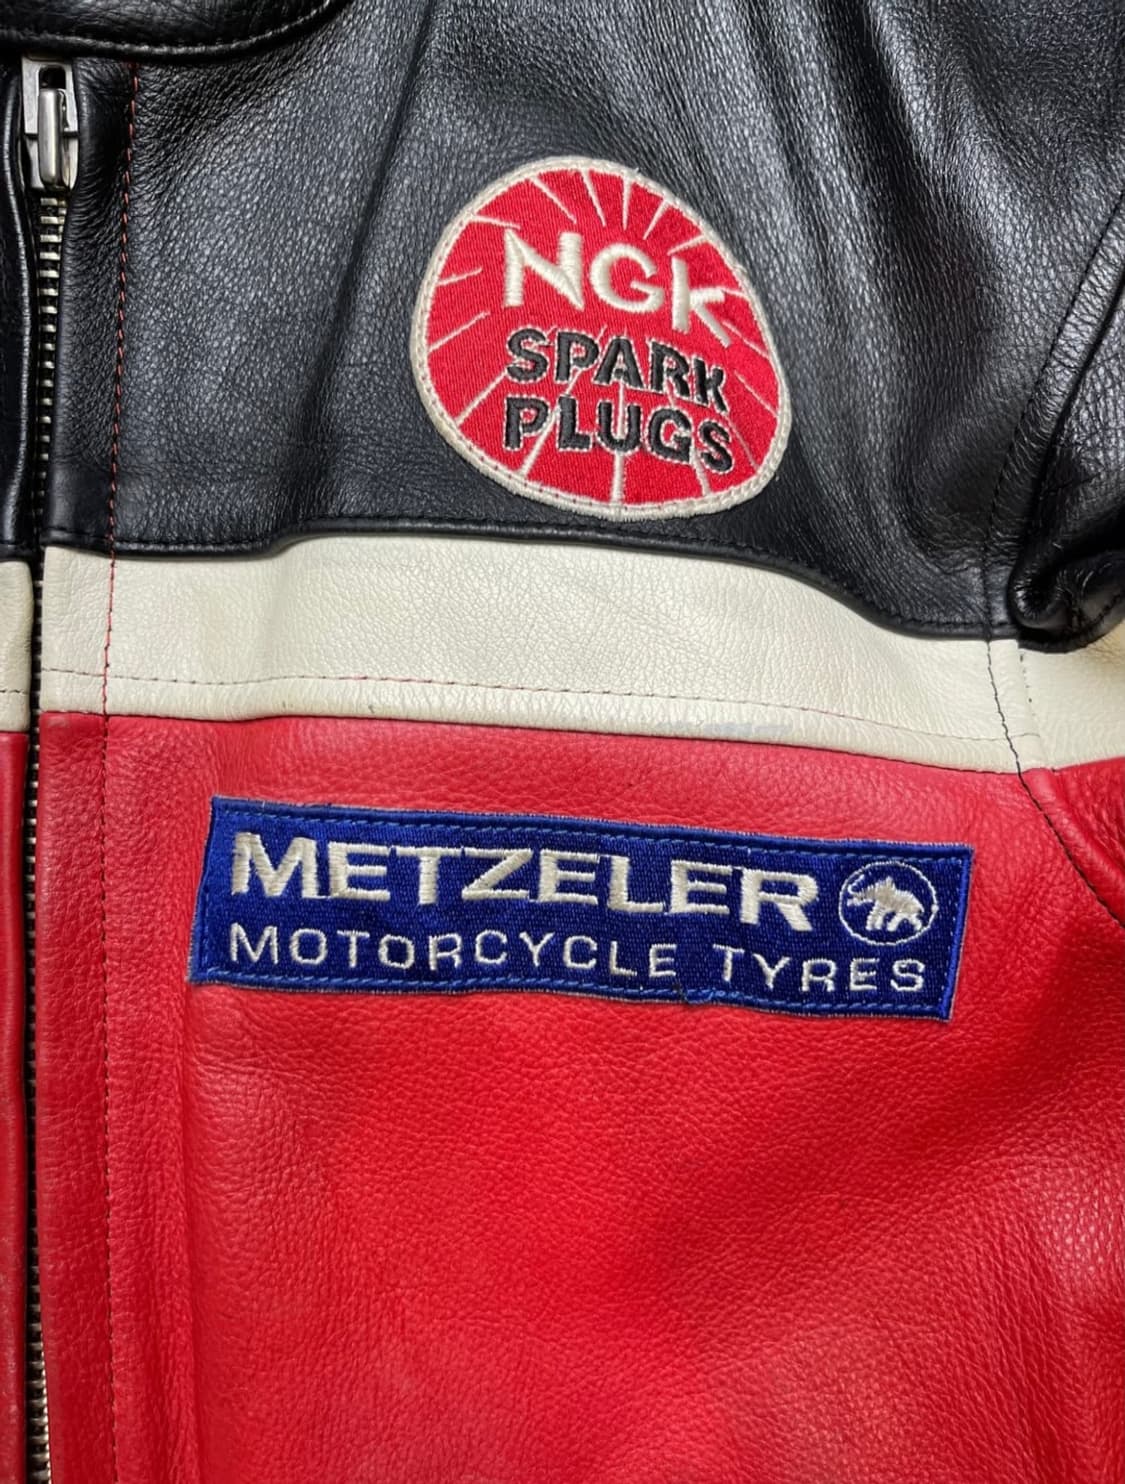 NGK
SPARK
PLUGS
METZELER
MOTORCYCLE TYRES